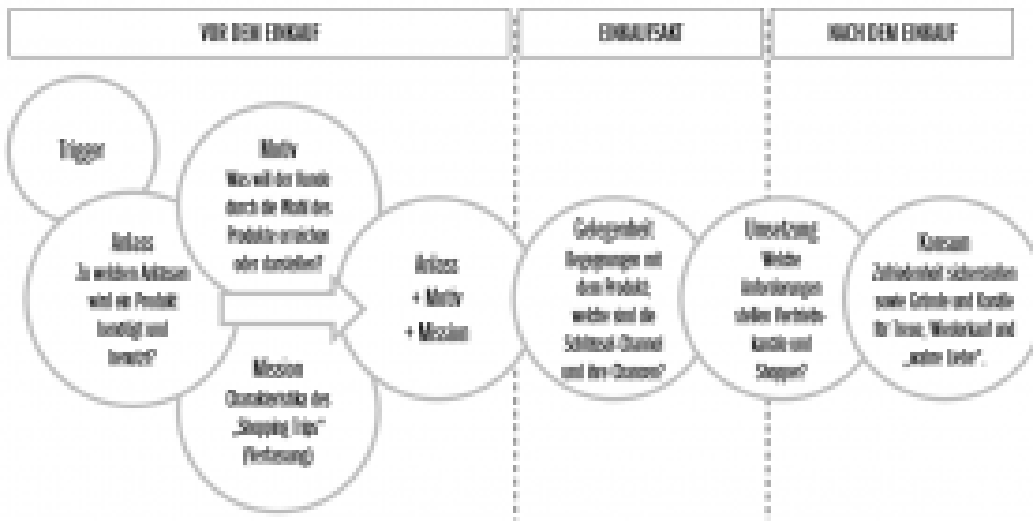 VOR DEM EINKAUF
EINKAUFSAKT
NACH DEM EINKAUF
Trigger
Anlass
Zu welchen Anlässen
wird ein Produkt
benötigt und
benutzt?
Motiv
Was will der Kunde
durch die Wahl des
Produkts erreichen
oder darstellen?
Mission
Charakteristika des
„Shopping Trips“
(Verfassung)
Anlass
+ Motiv
+ Mission
Gelegenheit
Begegnungen mit
dem Produkt,
welche sind die
Schlüssel-Channel
und ihre Chancen?
Umsetzung
Welche
Anforderungen
stellen Vertriebs-
kanäle und
Shopper?
Konsum
Zufriedenheit sicherstellen
sowie Gründe und Kanäle
für Treue, Wiederkauf und
„wahre Liebe“.